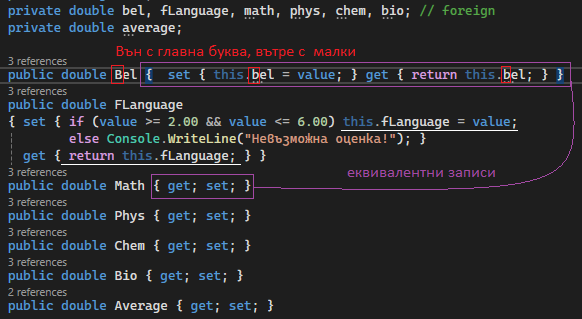 private double bel, fLanguage, math, phys, chem, bio; // foreign
private double average;
Вън с главна буква, вътре с малки
3 references
public double Bel { set { this.bel = value; } get { return this.bel; } }
3 references
public double FLanguage
{ set { if (value >= 2.00 && value <= 6.00) this.fLanguage = value;
else Console.WriteLine("Невъзможна оценка!"); }
get { return this.fLanguage; } }
3 references
public double Math { get; set; }
еквивалентни записи
3 references
public double Phys { get; set; }
3 references
public double Chem { get; set; }
3 references
public double Bio { get; set; }
2 references
public double Average { get; set; }